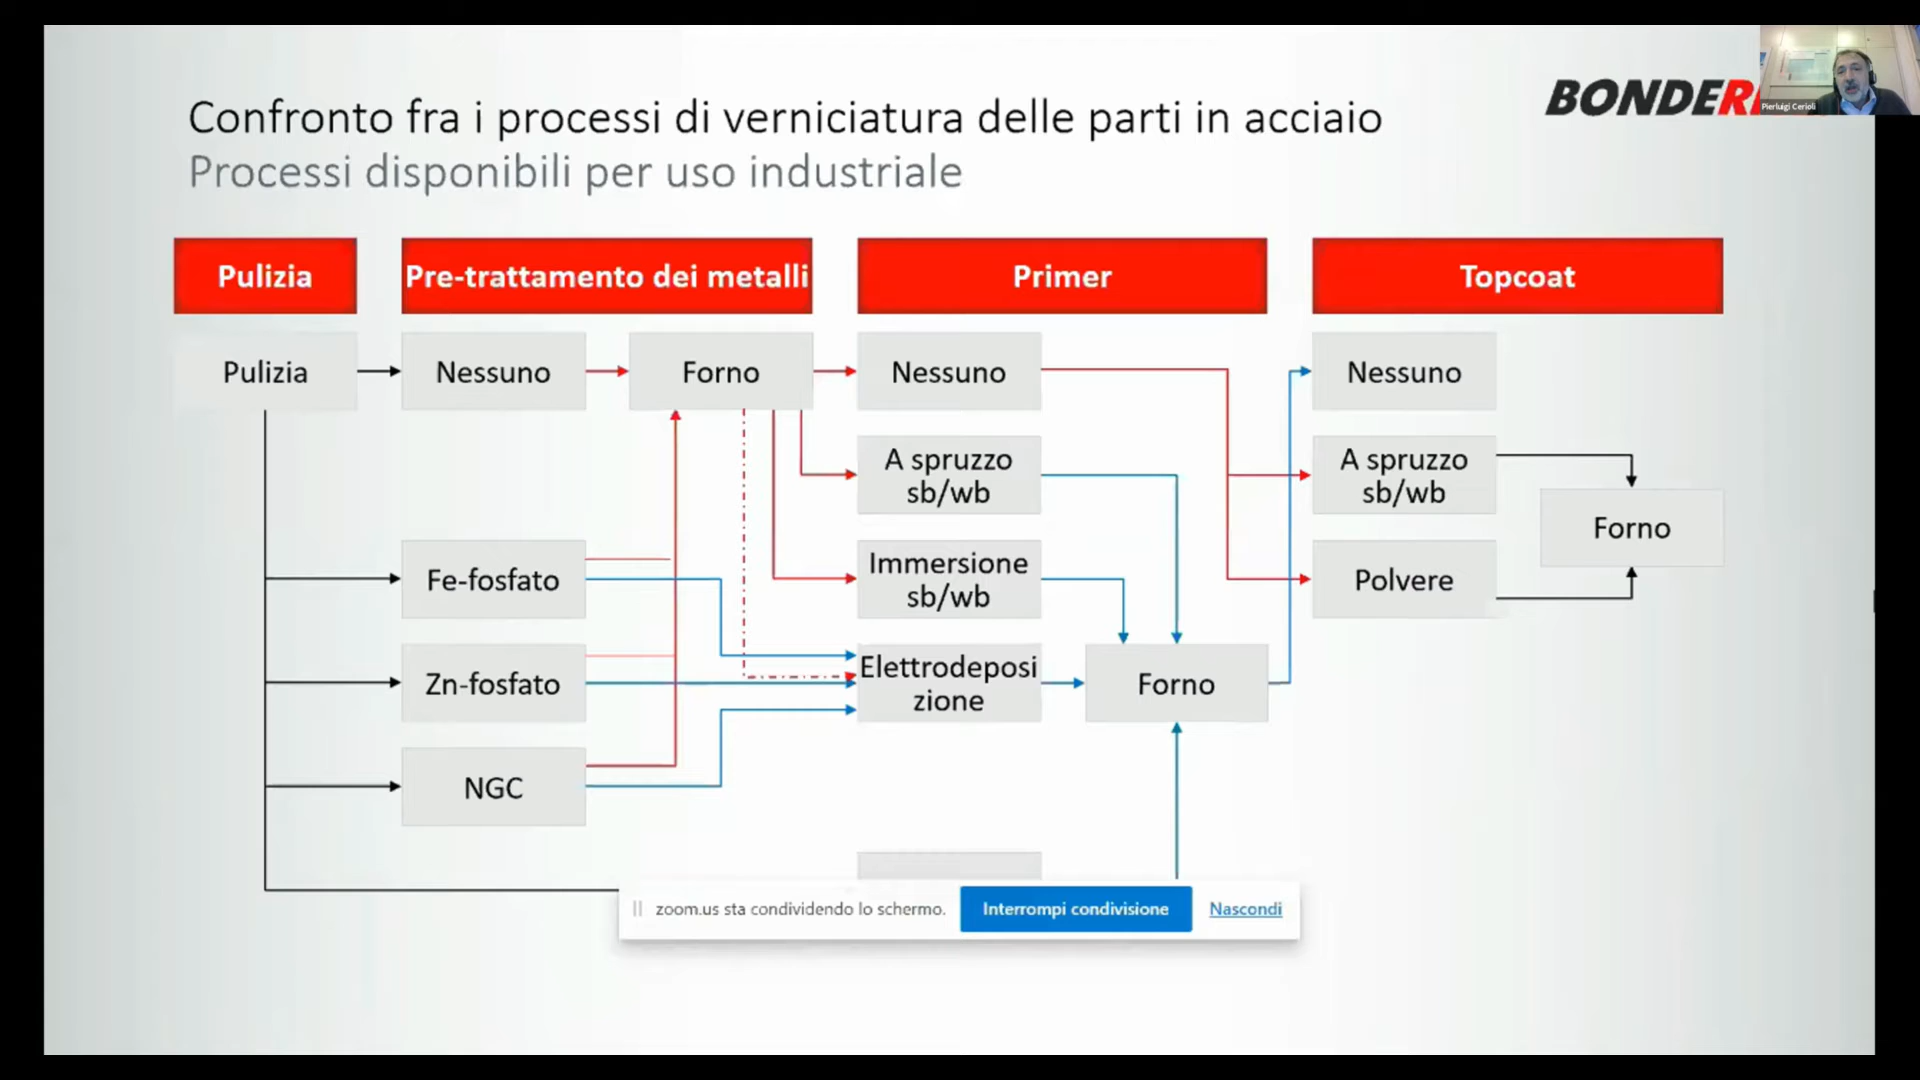 Confronto fra i processi di verniciatura delle parti in acciaio
Processi disponibili per uso industriale
BONDER
Pierluigi Cerioli
Pulizia
Pre-trattamento dei metalli
Primer
Topcoat
Pulizia
Nessuno
Forno
Nessuno
Nessuno
A spruzzo
sb/wb
A spruzzo
sb/wb
Forno
Fe-fosfato
Immersione
sb/wb
Polvere
Zn-fosfato
Elettrodeposi
zione
Forno
NGC
zoom.us sta condividendo lo schermo.
Interrompi condivisione
Nascondi